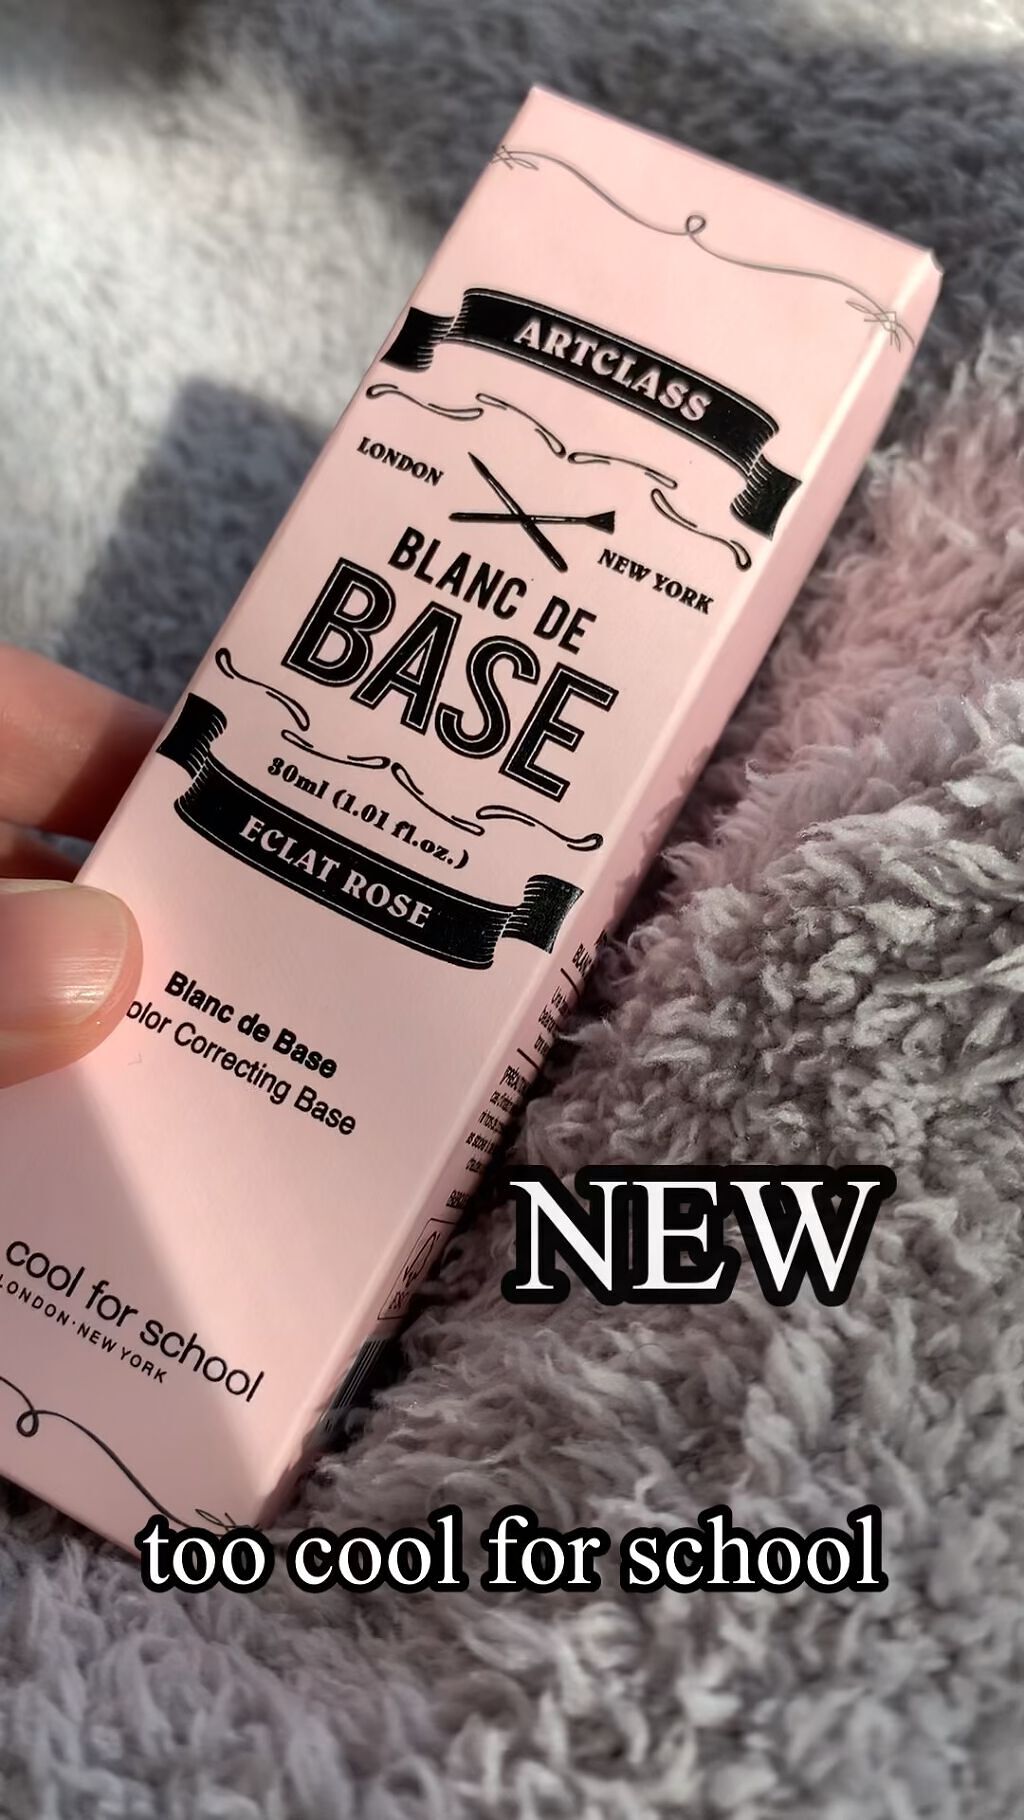 ARTCLASS
LONDON
NEW YORK
BLANC DE
BASE
30ml (1.01 fl.oz.)
ECLAT ROSE
Blanc de Base
olor Correcting Base
cool for school
LONDON·NEW YORK
NEW
too cool for school